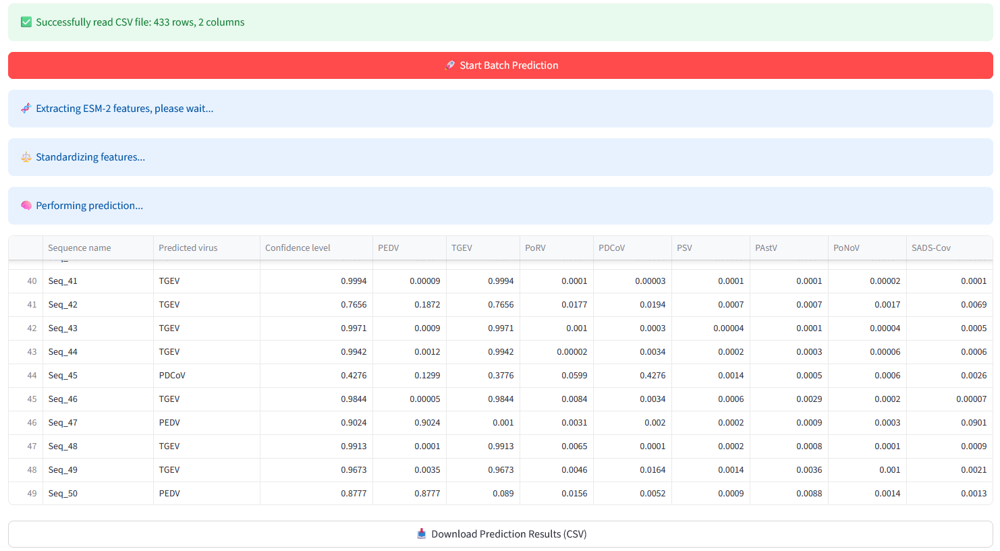 ✅ Successfully read CSV file: 433 rows, 2 columns
🚀 Start Batch Prediction
🧬 Extracting ESM-2 features, please wait...
⚖️ Standardizing features...
🧠 Performing prediction...
Sequence name Predicted virus Confidence level PEDV TGEV PoRV PDCoV PSV PAstV PoNoV SADS-Cov
40 Seq_41 TGEV 0.9994 0.00009 0.9994 0.0001 0.00003 0.0001 0.0001 0.00002 0.0001
41 Seq_42 TGEV 0.7656 0.1872 0.7656 0.0177 0.0194 0.0007 0.0007 0.0017 0.0069
42 Seq_43 TGEV 0.9971 0.0009 0.9971 0.001 0.0003 0.00004 0.0001 0.00004 0.0005
43 Seq_44 TGEV 0.9942 0.0012 0.9942 0.00002 0.0034 0.0002 0.0003 0.00006 0.0006
44 Seq_45 PDCoV 0.4276 0.1299 0.3776 0.0599 0.4276 0.0014 0.0005 0.0006 0.0026
45 Seq_46 TGEV 0.9844 0.00005 0.9844 0.0084 0.0034 0.0006 0.0029 0.0002 0.00007
46 Seq_47 PEDV 0.9024 0.9024 0.001 0.0031 0.002 0.0002 0.0009 0.0003 0.0901
47 Seq_48 TGEV 0.9913 0.0001 0.9913 0.0065 0.0001 0.0002 0.0008 0.0001 0.0009
48 Seq_49 TGEV 0.9673 0.0035 0.9673 0.0046 0.0164 0.0014 0.0036 0.001 0.0021
49 Seq_50 PEDV 0.8777 0.8777 0.089 0.0156 0.0052 0.0009 0.0088 0.0014 0.0013
📥 Download Prediction Results (CSV)